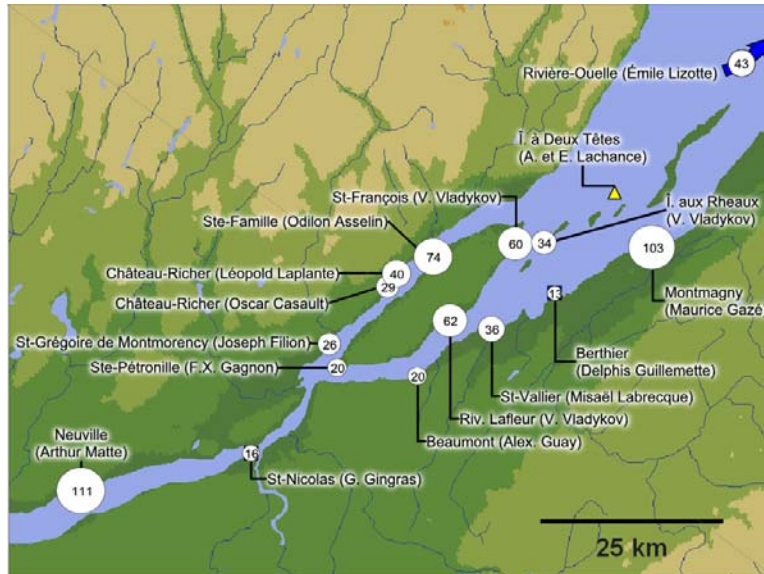 Rivière-Ouelle (Émile Lizotte)
43
Î. à Deux Têtes
(A. et E. Lachance)
St-François (V. Vladykov)
Î. aux Rheaux
(V. Vladykov)
Ste-Famille (Odilon Asselin)
60
34
103
74
Château-Richer (Léopold Laplante)
40
29
Château-Richer (Oscar Casault)
Montmagny
(Maurice Gazé)
13
62
36
St-Grégoire de Montmorency (Joseph Filion)
26
Berthier
(Delphis Guillemette)
Ste-Pétronille (F.X. Gagnon)
20
20
St-Vallier (Misaël Labrecque)
Riv. Lafleur (V. Vladykov)
Beaumont (Alex. Guay)
Neuville
(Arthur Matte)
16
St-Nicolas (G. Gingras)
111
25 km